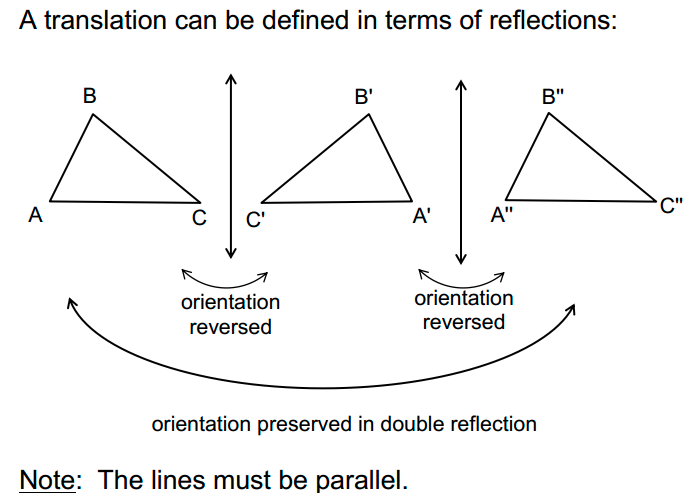 A translation can be defined in terms of reflections:
B B' B"
A C C' A' A" C"
orientation orientation
reversed reversed
orientation preserved in double reflection
Note: The lines must be parallel.